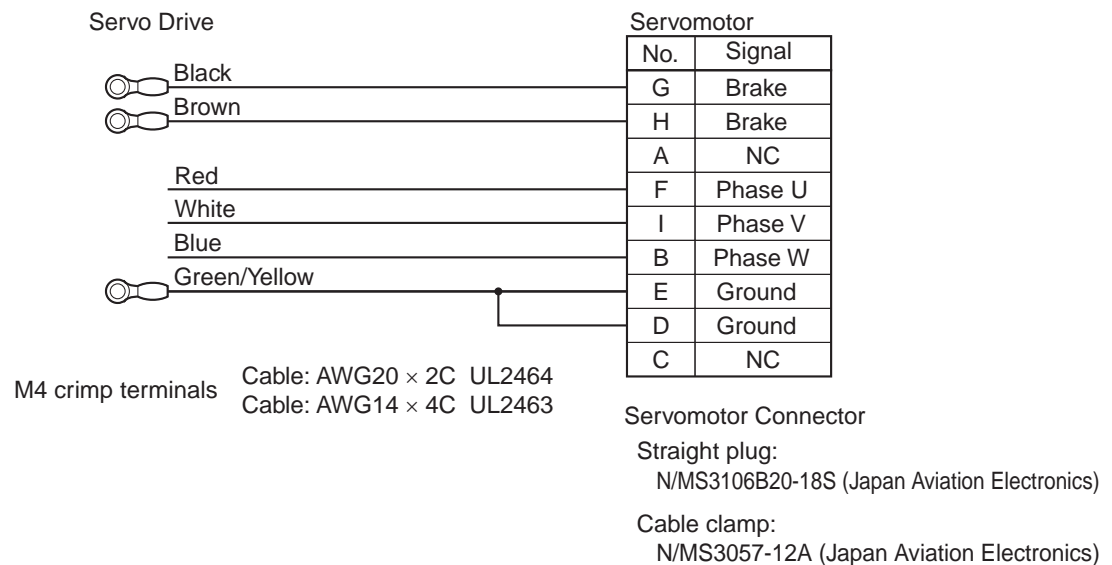 Servo Drive
Servomotor
No. Signal
Black
G Brake
Brown
H Brake
A NC
Red
F Phase U
White
I Phase V
Blue
B Phase W
Green/Yellow
E Ground
D Ground
C NC
M4 crimp terminals
Cable: AWG20 × 2C UL2464
Cable: AWG14 × 4C UL2463
Servomotor Connector
Straight plug:
N/MS3106B20-18S (Japan Aviation Electronics)
Cable clamp:
N/MS3057-12A (Japan Aviation Electronics)